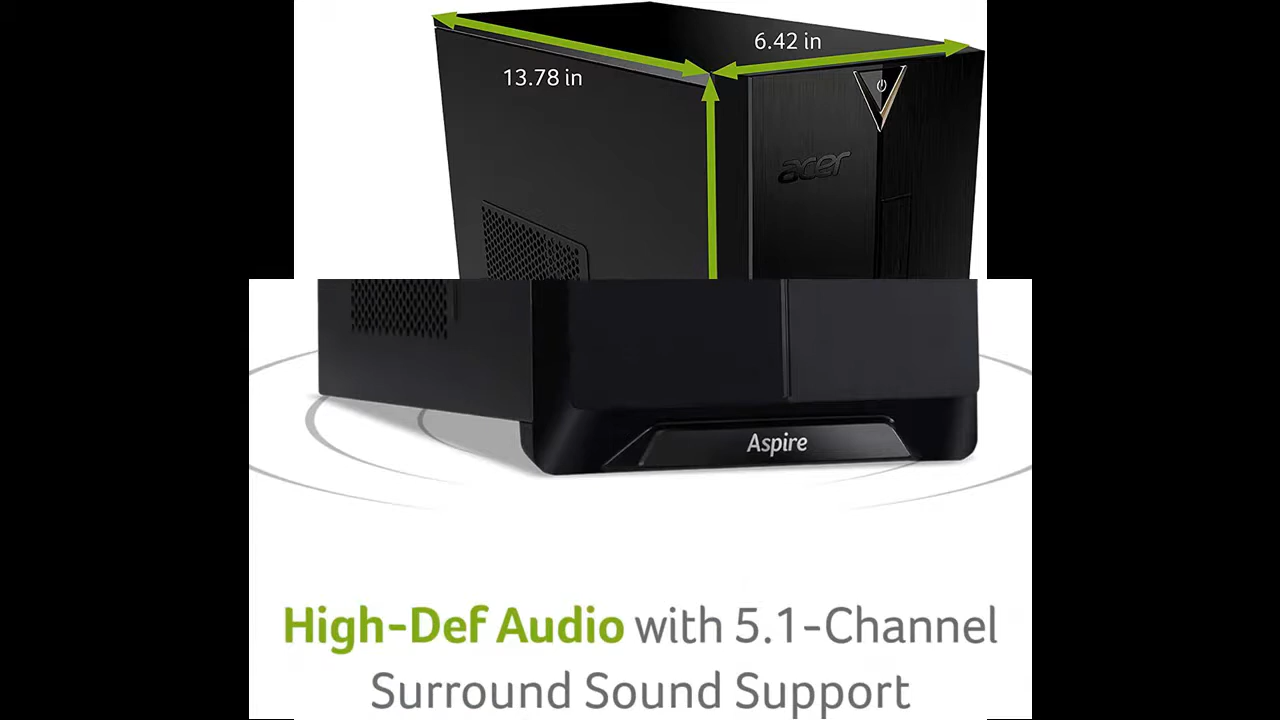 6.42 in
13.78 in
acer
Aspire
High-Def Audio with 5.1-Channel
Surround Sound Support